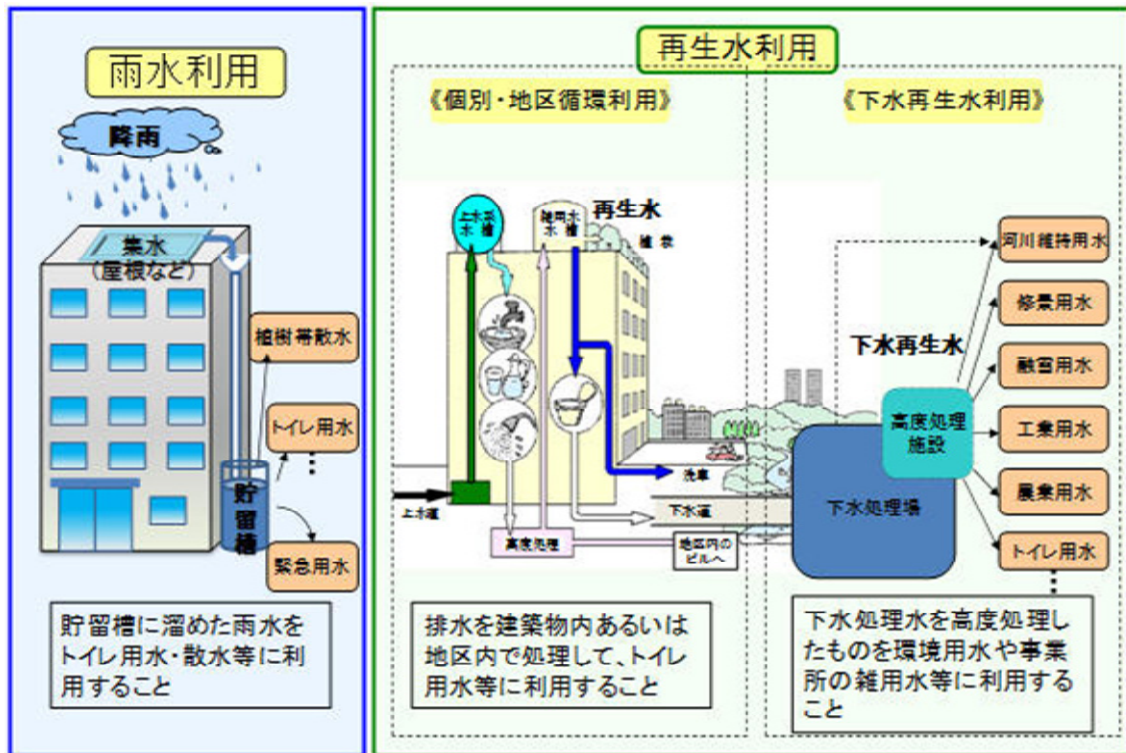 雨水利用
降雨
集水
(屋根など)
植樹帯散水
トイレ用水
貯留槽
緊急用水
貯留槽に溜めた雨水を
トイレ用水・散水等に利
用すること
再生水利用
《個別・地区循環利用》
上水系
水槽
雑用水
水槽
再生水
植栽
洗車
上水道
下水道
高度処理
地区内の
ビルへ
排水を建築物内あるいは
地区内で処理して、トイレ
用水等に利用すること
《下水再生水利用》
下水再生水
高度処理
施設
下水処理場
河川維持用水
修景用水
融雪用水
工業用水
農業用水
トイレ用水
下水処理水を高度処理し
たものを環境用水や事業
所の雑用水等に利用する
こと